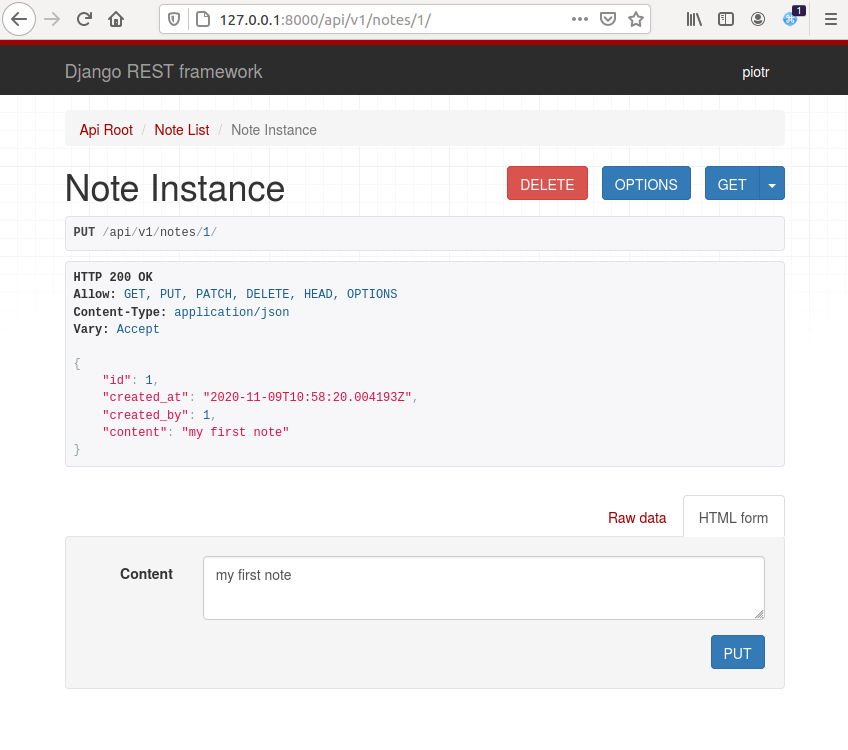 127.0.0.1:8000/api/v1/notes/1/
1
Django REST framework
piotr
Api Root / Note List / Note Instance
Note Instance
DELETE
OPTIONS
GET
PUT /api/v1/notes/1/
HTTP 200 OK
Allow: GET, PUT, PATCH, DELETE, HEAD, OPTIONS
Content-Type: application/json
Vary: Accept
{
    "id": 1,
    "created_at": "2020-11-09T10:58:20.004193Z",
    "created_by": 1,
    "content": "my first note"
}
Raw data
HTML form
Content
my first note
PUT